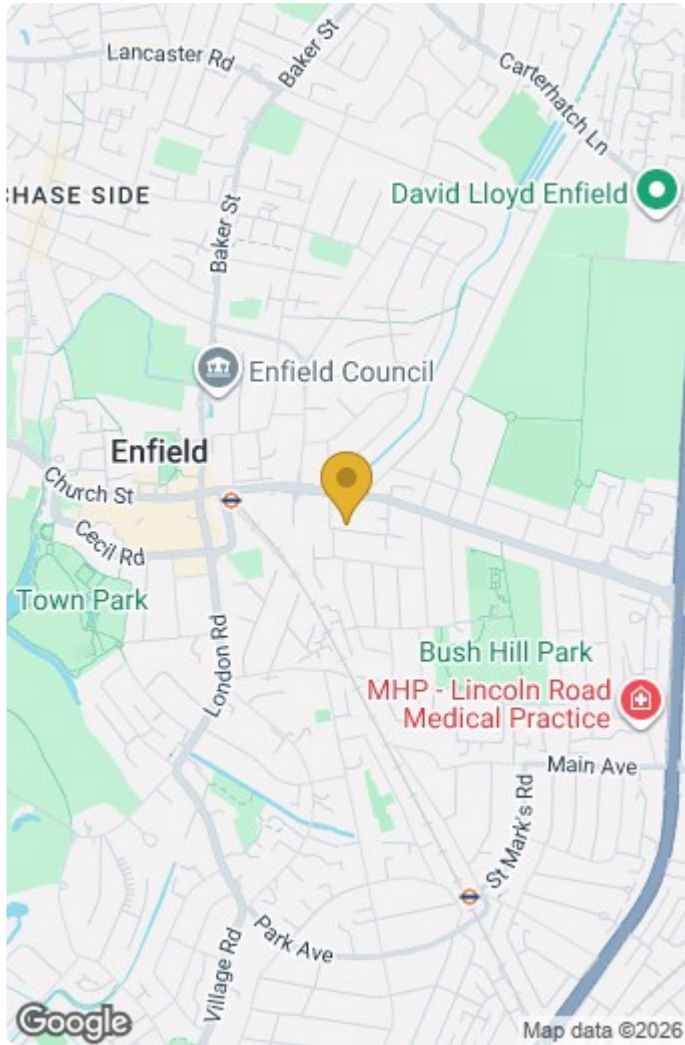 Lancaster Rd
Baker St
Carterhatch Ln
CHASE SIDE
David Lloyd Enfield
Baker St
Enfield Council
Enfield
Church St
Cecil Rd
Town Park
London Rd
Bush Hill Park
MHP - Lincoln Road
Medical Practice
Main Ave
St Mark's Rd
Park Ave
Village Rd
Google
Map data ©2026